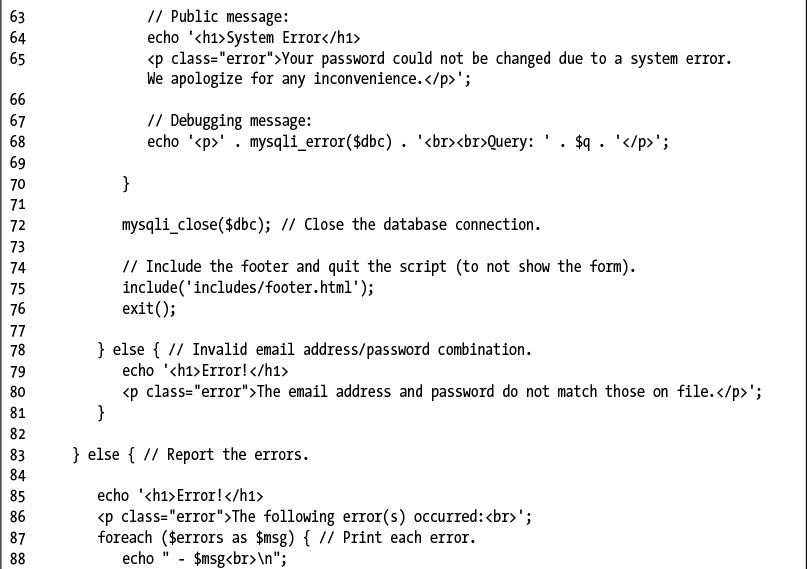 63 // Public message:
64 echo '<h1>System Error</h1>
65 <p class="error">Your password could not be changed due to a system error.
We apologize for any inconvenience.</p>';
66
67 // Debugging message:
68 echo '<p>' . mysqli_error($dbc) . '<br><br>Query: ' . $q . '</p>';
69
70 }
71
72 mysqli_close($dbc); // Close the database connection.
73
74 // Include the footer and quit the script (to not show the form).
75 include('includes/footer.html');
76 exit();
77
78 } else { // Invalid email address/password combination.
79 echo '<h1>Error!</h1>
80 <p class="error">The email address and password do not match those on file.</p>';
81 }
82
83 } else { // Report the errors.
84
85 echo '<h1>Error!</h1>
86 <p class="error">The following error(s) occurred:<br>';
87 foreach ($errors as $msg) { // Print each error.
88 echo " - $msg<br>\n";